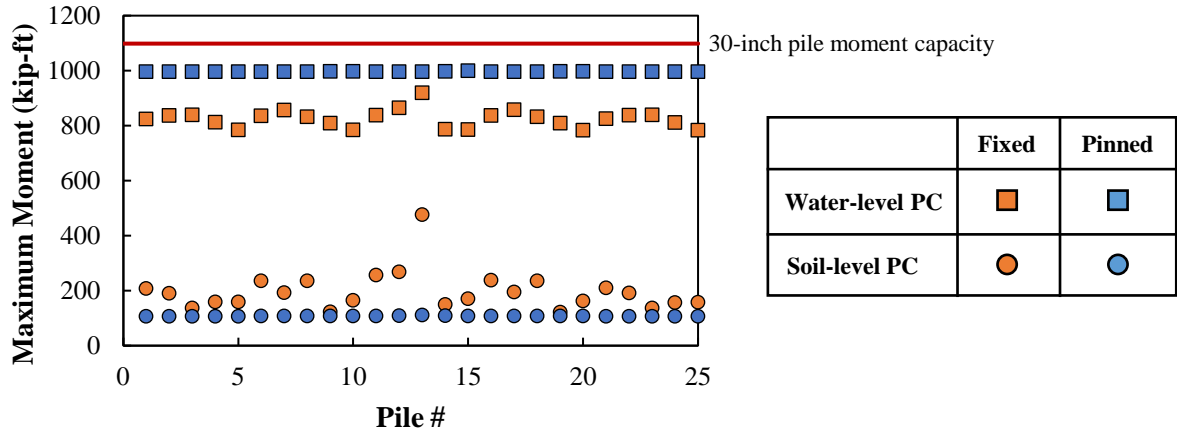 Maximum Moment (kip-ft)
1200
1000
800
600
400
200
0
0 5 10 15 20 25
Pile #
30-inch pile moment capacity
Fixed Pinned
Water-level PC
Soil-level PC